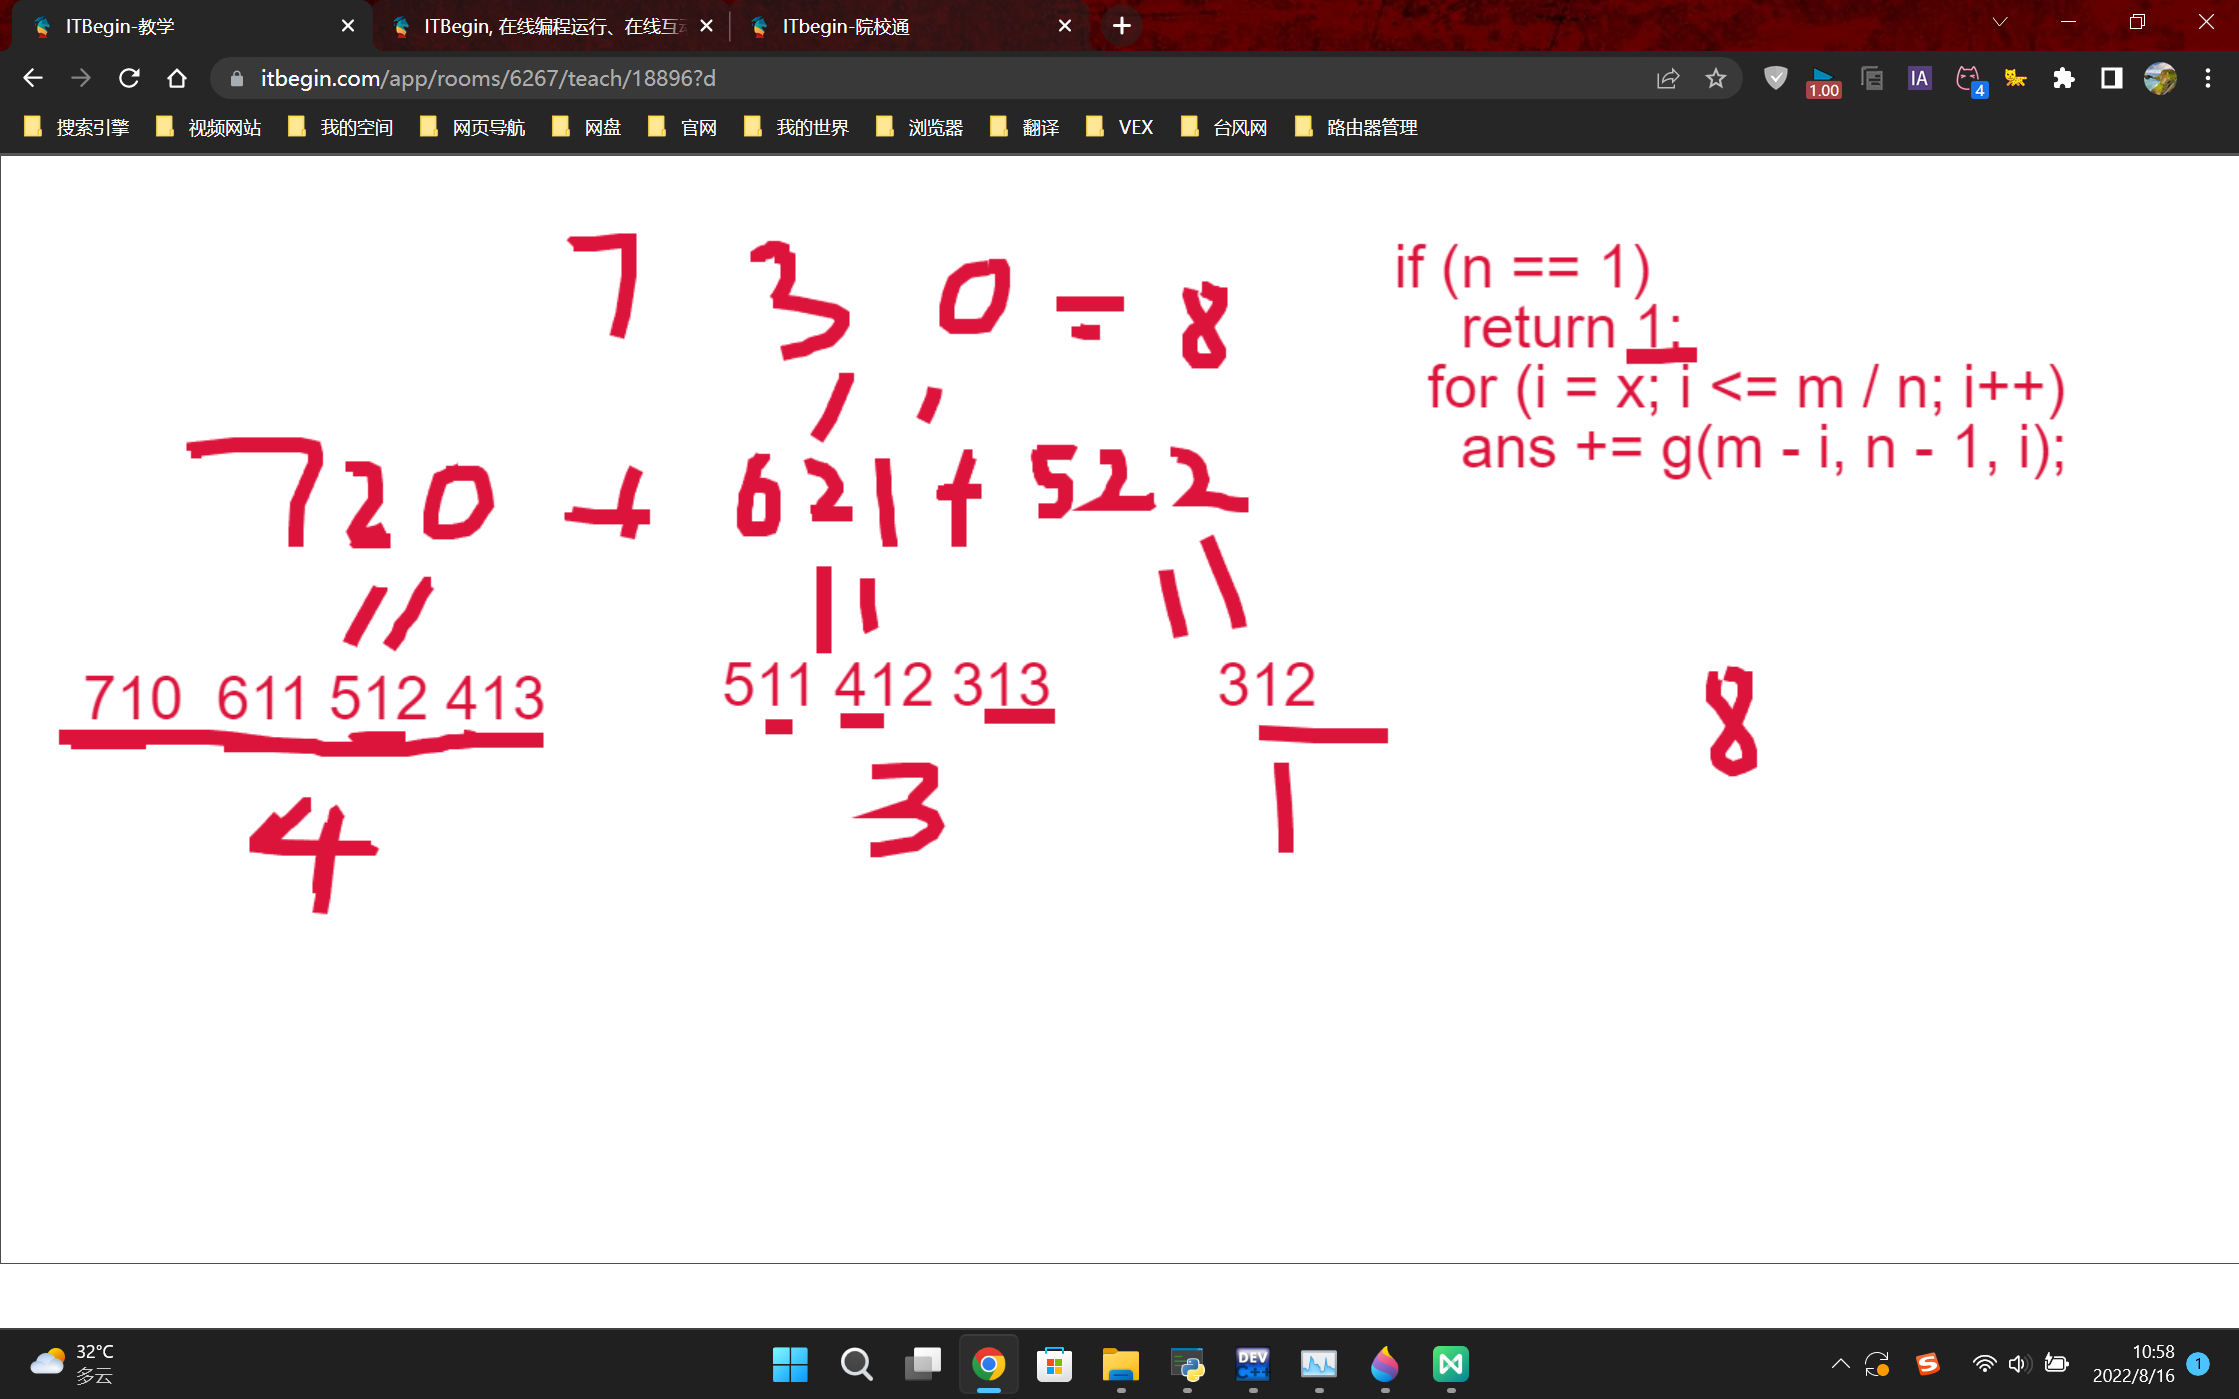 ITBegin-教学
ITBegin, 在线编程运行、在线互
ITbegin-院校通
itbegin.com/app/rooms/6267/teach/18896?d
1.00
IA
4
搜索引擎 视频网站 我的空间 网页导航 网盘 官网 我的世界 浏览器 翻译 VEX 台风网 路由器管理
7 3 0 = 8
if (n == 1)
return 1;
for (i = x; i <= m / n; i++)
ans += g(m - i, n - 1, i);
720 + 621 + 522
710 611 512 413
511 412 313
312
8
4
3
1
32°C
多云
DEV
C++
10:58
2022/8/16
1